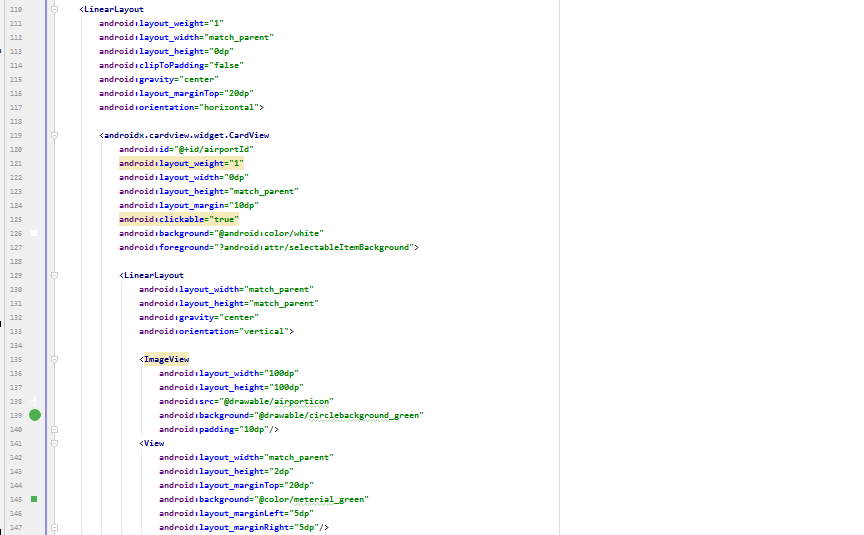 110 <LinearLayout
111 android:layout_weight="1"
112 android:layout_width="match_parent"
113 android:layout_height="0dp"
114 android:clipToPadding="false"
115 android:gravity="center"
116 android:layout_marginTop="20dp"
117 android:orientation="horizontal">
118
119 <androidx.cardview.widget.CardView
120 android:id="@+id/airportId"
121 android:layout_weight="1"
122 android:layout_width="0dp"
123 android:layout_height="match_parent"
124 android:layout_margin="10dp"
125 android:clickable="true"
126 android:background="@android:color/white"
127 android:foreground="?android:attr/selectableItemBackground">
128
129 <LinearLayout
130 android:layout_width="match_parent"
131 android:layout_height="match_parent"
132 android:gravity="center"
133 android:orientation="vertical">
134
135 <ImageView
136 android:layout_width="100dp"
137 android:layout_height="100dp"
138 android:src="@drawable/airporticon"
139 android:background="@drawable/circlebackground_green"
140 android:padding="10dp"/>
141 <View
142 android:layout_width="match_parent"
143 android:layout_height="2dp"
144 android:layout_marginTop="20dp"
145 android:background="@color/meterial_green"
146 android:layout_marginLeft="5dp"
147 android:layout_marginRight="5dp"/>